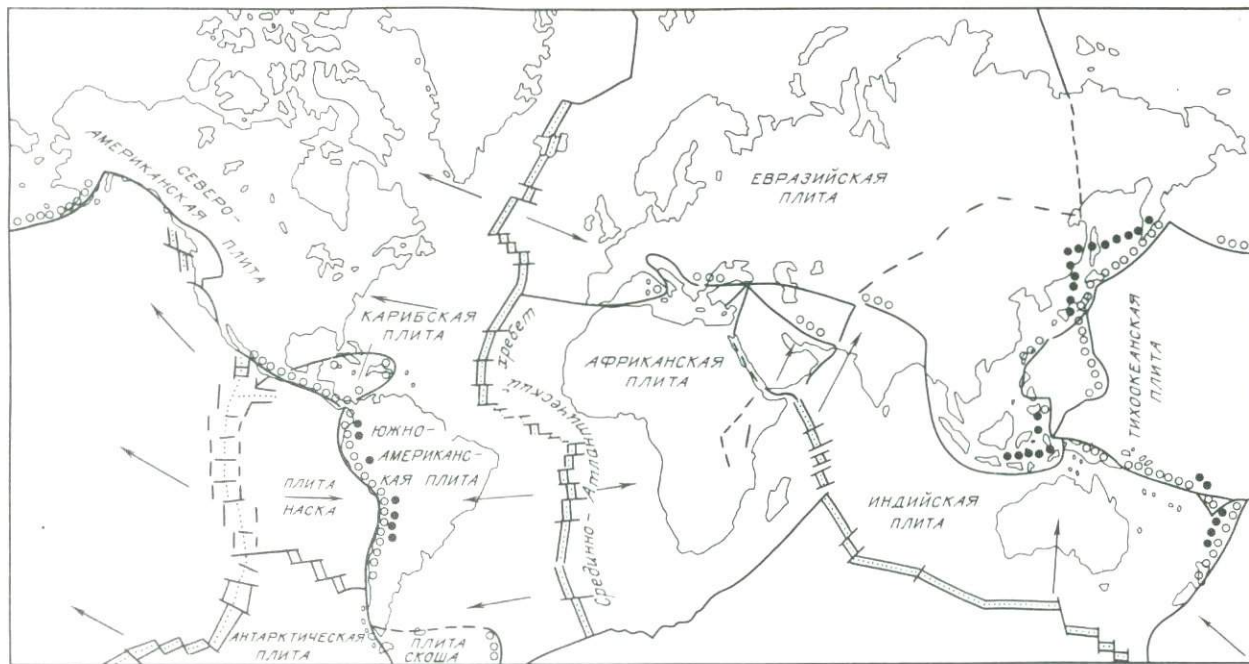 СЕВЕРО-
АМЕРИКАНСКАЯ ПЛИТА
ЕВРАЗИЙСКАЯ
ПЛИТА
КАРИБСКАЯ
ПЛИТА
АФРИКАНСКАЯ
ПЛИТА
ТИХООКЕАНСКАЯ
ПЛИТА
Срединно-Атлантический хребет
ЮЖНО-
АМЕРИКАНС-
КАЯ ПЛИТА
ПЛИТА
НАСКА
ИНДИЙСКАЯ
ПЛИТА
АНТАРКТИЧЕСКАЯ
ПЛИТА
ПЛИТА
СКОША